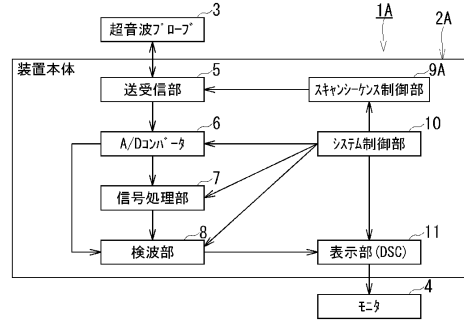 3
1A
2A
超音波ﾌﾟﾛｰﾌﾞ
装置本体
5
9A
送受信部
ｽｷｬﾝｼｰｹﾝｽ制御部
6
10
A/Dｺﾝﾊﾞｰﾀ
ｼｽﾃﾑ制御部
7
信号処理部
8
11
検波部
表示部(DSC)
4
ﾓﾆﾀ